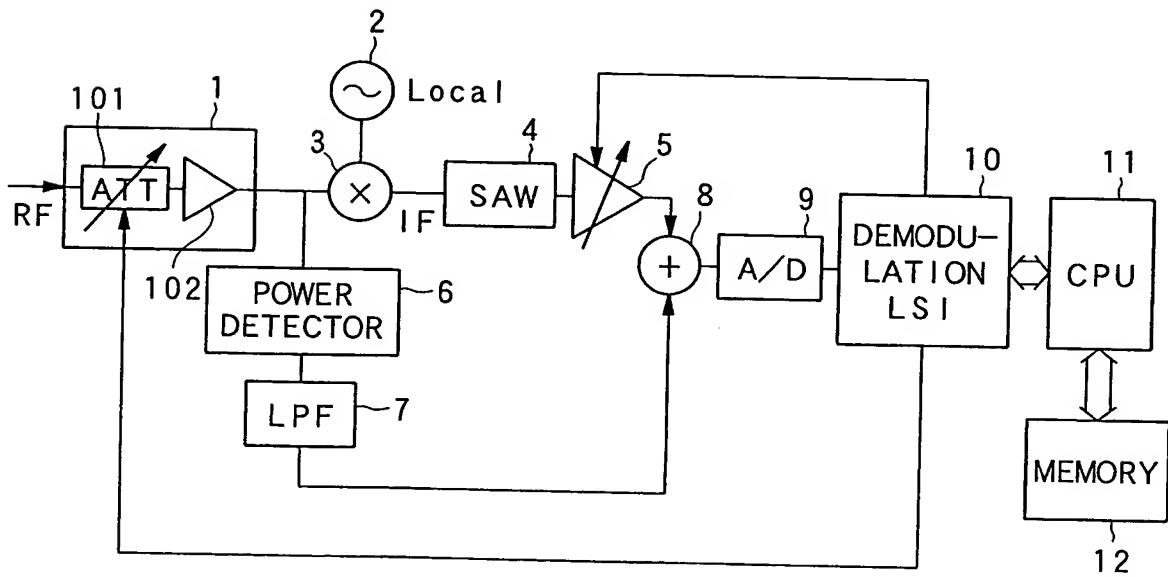 2
Local
1
101
ATT
RF
102
3
×
IF
4
SAW
5
8
+
9
A/D
10
DEMODU-
LATION
LSI
11
CPU
POWER
DETECTOR
6
LPF
7
MEMORY
12